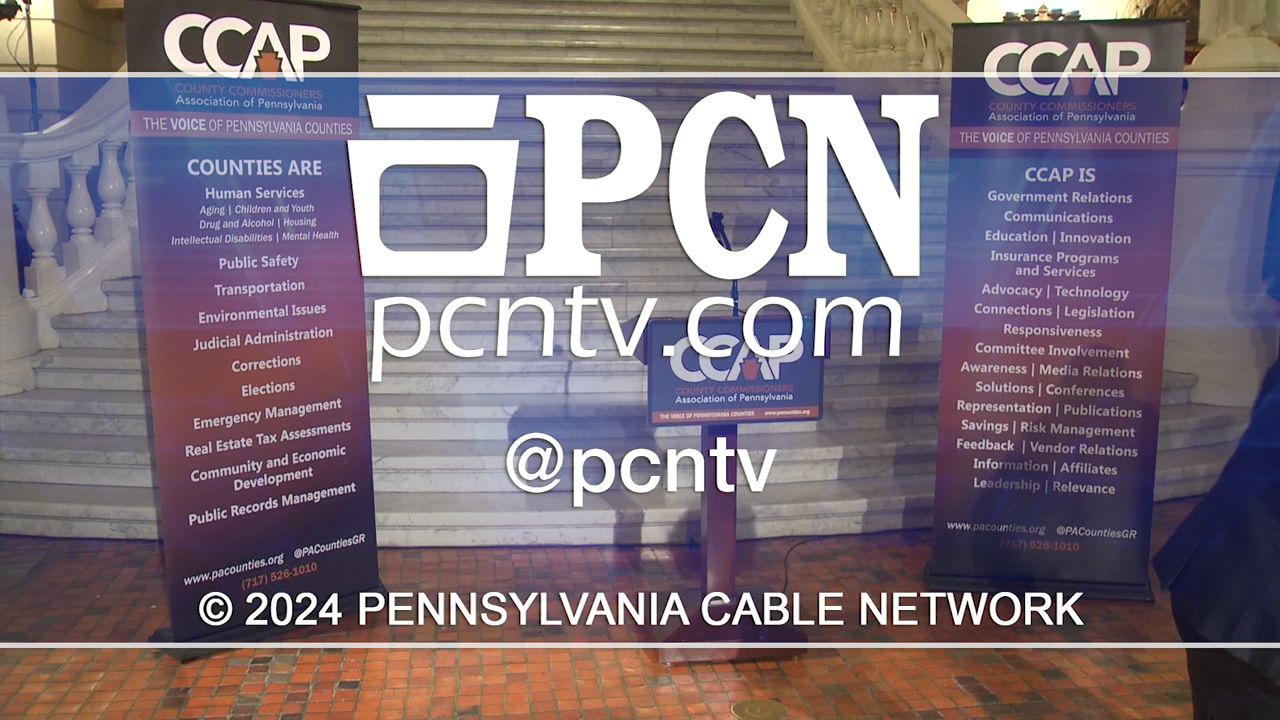 CCAP
COUNTY COMMISSIONERS
Association of Pennsylvania
THE VOICE OF PENNSYLVANIA COUNTIES
COUNTIES ARE
Human Services
Aging | Children and Youth
Drug and Alcohol | Housing
Intellectual Disabilities | Mental Health
Public Safety
Transportation
Environmental Issues
Judicial Administration
Corrections
Elections
Emergency Management
Real Estate Tax Assessments
Community and Economic
Development
Public Records Management
www.pacounties.org @PACountiesGR
(717) 526-1010
PCN
pcntv.com
CCAP
COUNTY COMMISSIONERS
Association of Pennsylvania
THE VOICE OF PENNSYLVANIA COUNTIES www.pacounties.org
@pcntv
CCAP
COUNTY COMMISSIONERS
Association of Pennsylvania
THE VOICE OF PENNSYLVANIA COUNTIES
CCAP IS
Government Relations
Communications
Education | Innovation
Insurance Programs
and Services
Advocacy | Technology
Connections | Legislation
Responsiveness
Committee Involvement
Awareness | Media Relations
Solutions | Conferences
Representation | Publications
Savings | Risk Management
Feedback | Vendor Relations
Information | Affiliates
Leadership | Relevance
www.pacounties.org @PACountiesGR
(717) 526-1010
© 2024 PENNSYLVANIA CABLE NETWORK